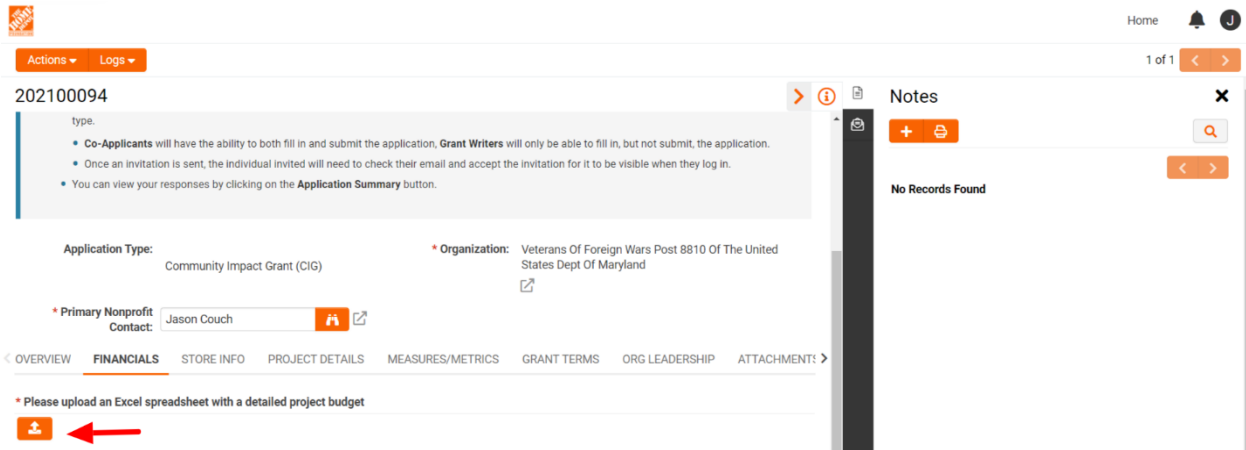 THE HOME DEPOT
Home
J
Actions
Logs
1 of 1
202100094
type.
Co-Applicants will have the ability to both fill in and submit the application, Grant Writers will only be able to fill in, but not submit, the application.
Once an invitation is sent, the individual invited will need to check their email and accept the invitation for it to be visible when they log in.
You can view your responses by clicking on the Application Summary button.
Application Type:
Community Impact Grant (CIG)
* Organization:
Veterans Of Foreign Wars Post 8810 Of The United
States Dept Of Maryland
* Primary Nonprofit
Contact:
Jason Couch
OVERVIEW FINANCIALS STORE INFO PROJECT DETAILS MEASURES/METRICS GRANT TERMS ORG LEADERSHIP ATTACHMENTS
* Please upload an Excel spreadsheet with a detailed project budget
Notes
No Records Found